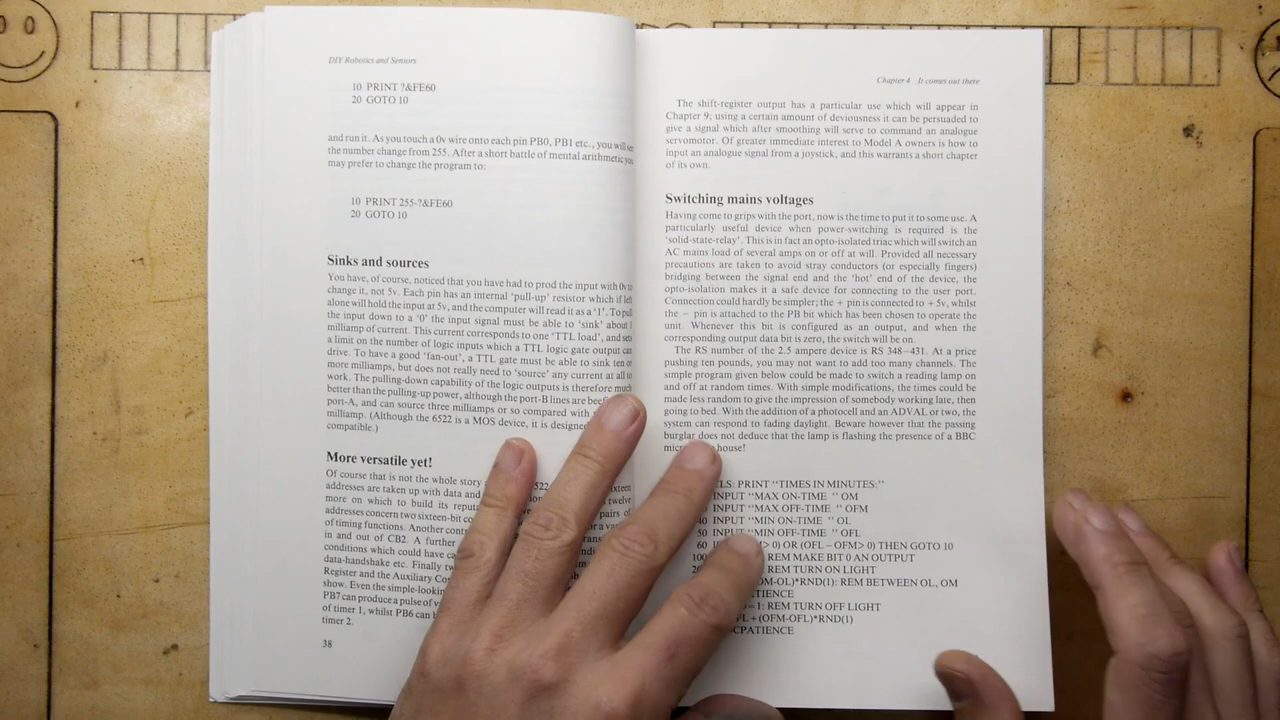 DIY Robotics and Sensors
10 PRINT ?&FE60
20 GOTO 10
and run it. As you touch a 0v wire onto each pin PB0, PB1 etc., you will see
the number change from 255. After a short battle of mental arithmetic you
may prefer to change the program to:
10 PRINT 255-?&FE60
20 GOTO 10
Sinks and sources
You have, of course, noticed that you have had to prod the input with 0v to
change it, not 5v. Each pin has an internal 'pull-up' resistor which if left
alone will hold the input at 5v, and the computer will read it as a '1'. To pull
the input down to a '0' the input signal must be able to 'sink' about 1
milliamp of current. This current corresponds to one 'TTL load', and sets
a limit on the number of logic inputs which a TTL logic gate output can
drive. To have a good 'fan-out', a TTL gate must be able to sink ten or
more milliamps, but does not really need to 'source' any current at all to
work. The pulling-down capability of the logic outputs is therefore much
better than the pulling-up power, although the port-B lines are
port-A, and can source three milliamps or so compared with
milliamp. (Although the 6522 is a MOS device, it is designed
compatible.)
More versatile yet!
Of course that is not the whole story 6522 sixteen
addresses are taken up with data and twelve
more on which to build its pairs of
addresses concern two sixteen-bit
of timing functions. Another
in and out of CB2. A further
conditions which could have
data-handshake etc. Finally
Register and the Auxiliary
show. Even the simple-looking
PB7 can produce a pulse of
of timer 1, whilst PB6 can
timer 2.
38
Chapter 4 It comes out there
The shift-register output has a particular use which will appear in
Chapter 9; using a certain amount of deviousness it can be persuaded to
give a signal which after smoothing will serve to command an analogue
servomotor. Of greater immediate interest to Model A owners is how to
input an analogue signal from a joystick, and this warrants a short chapter
of its own.
Switching mains voltages
Having come to grips with the port, now is the time to put it to some use. A
particularly useful device when power-switching is required is the
'solid-state-relay'. This is in fact an opto-isolated triac which will switch an
AC mains load of several amps on or off at will. Provided all necessary
precautions are taken to avoid stray conductors (or especially fingers)
bridging between the signal end and the 'hot' end of the device, the
opto-isolation makes it a safe device for connecting to the user port.
Connection could hardly be simpler; the + pin is connected to + 5v, whilst
the − pin is attached to the PB bit which has been chosen to operate the
unit. Whenever this bit is configured as an output, and when the
corresponding output data bit is zero, the switch will be on.
The RS number of the 2.5 ampere device is RS 348–431. At a price
pushing ten pounds, you may not want to add too many channels. The
simple program given below could be made to switch a reading lamp on
and off at random times. With simple modifications, the times could be
made less random to give the impression of somebody working late, then
going to bed. With the addition of a photocell and an ADVAL or two, the
system can respond to fading daylight. Beware however that the passing
burglar does not deduce that the lamp is flashing the presence of a BBC
house!
CLS: PRINT "TIMES IN MINUTES:"
INPUT "MAX ON-TIME " OM
INPUT "MAX OFF-TIME " OFM
40 INPUT "MIN ON-TIME " OL
50 INPUT "MIN OFF-TIME " OFL
60 > 0) OR (OFL − OFM> 0) THEN GOTO 10
100 REM MAKE BIT 0 AN OUTPUT
REM TURN ON LIGHT
(OM-OL)*RND(1): REM BETWEEN OL, OM
PATIENCE
=1: REM TURN OFF LIGHT
+(OFM-OFL)*RND(1)
PATIENCE